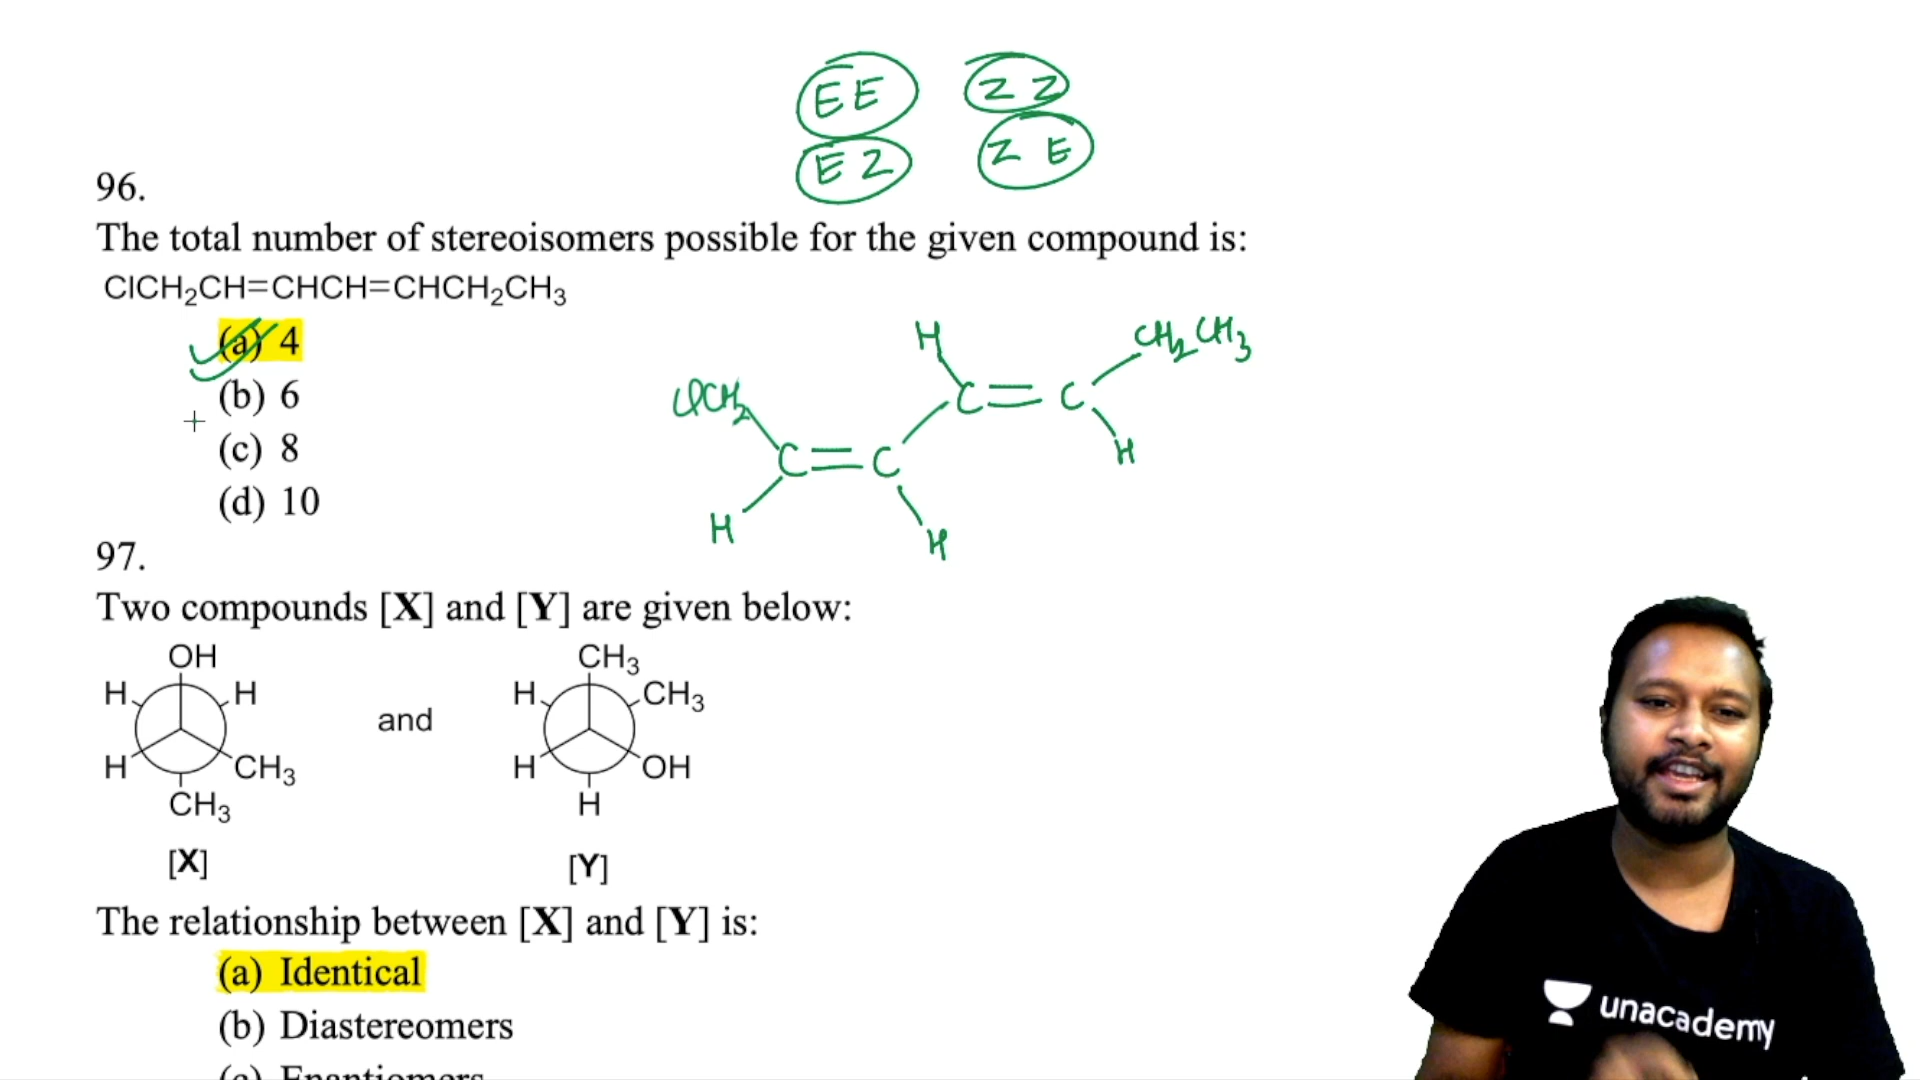 EE ZZ
EZ ZE
96.
The total number of stereoisomers possible for the given compound is:
ClCH₂CH=CHCH=CHCH₂CH₃
(a) 4
(b) 6
(c) 8
(d) 10
H CH₂CH₃
ClCH₂ C=C
C=C H
H H
97.
Two compounds [X] and [Y] are given below:
OH CH₃
H H H CH₃
and
H CH₃ H OH
CH₃ H
[X] [Y]
The relationship between [X] and [Y] is:
(a) Identical
(b) Diastereomers
(c) Enantiomers
unacademy